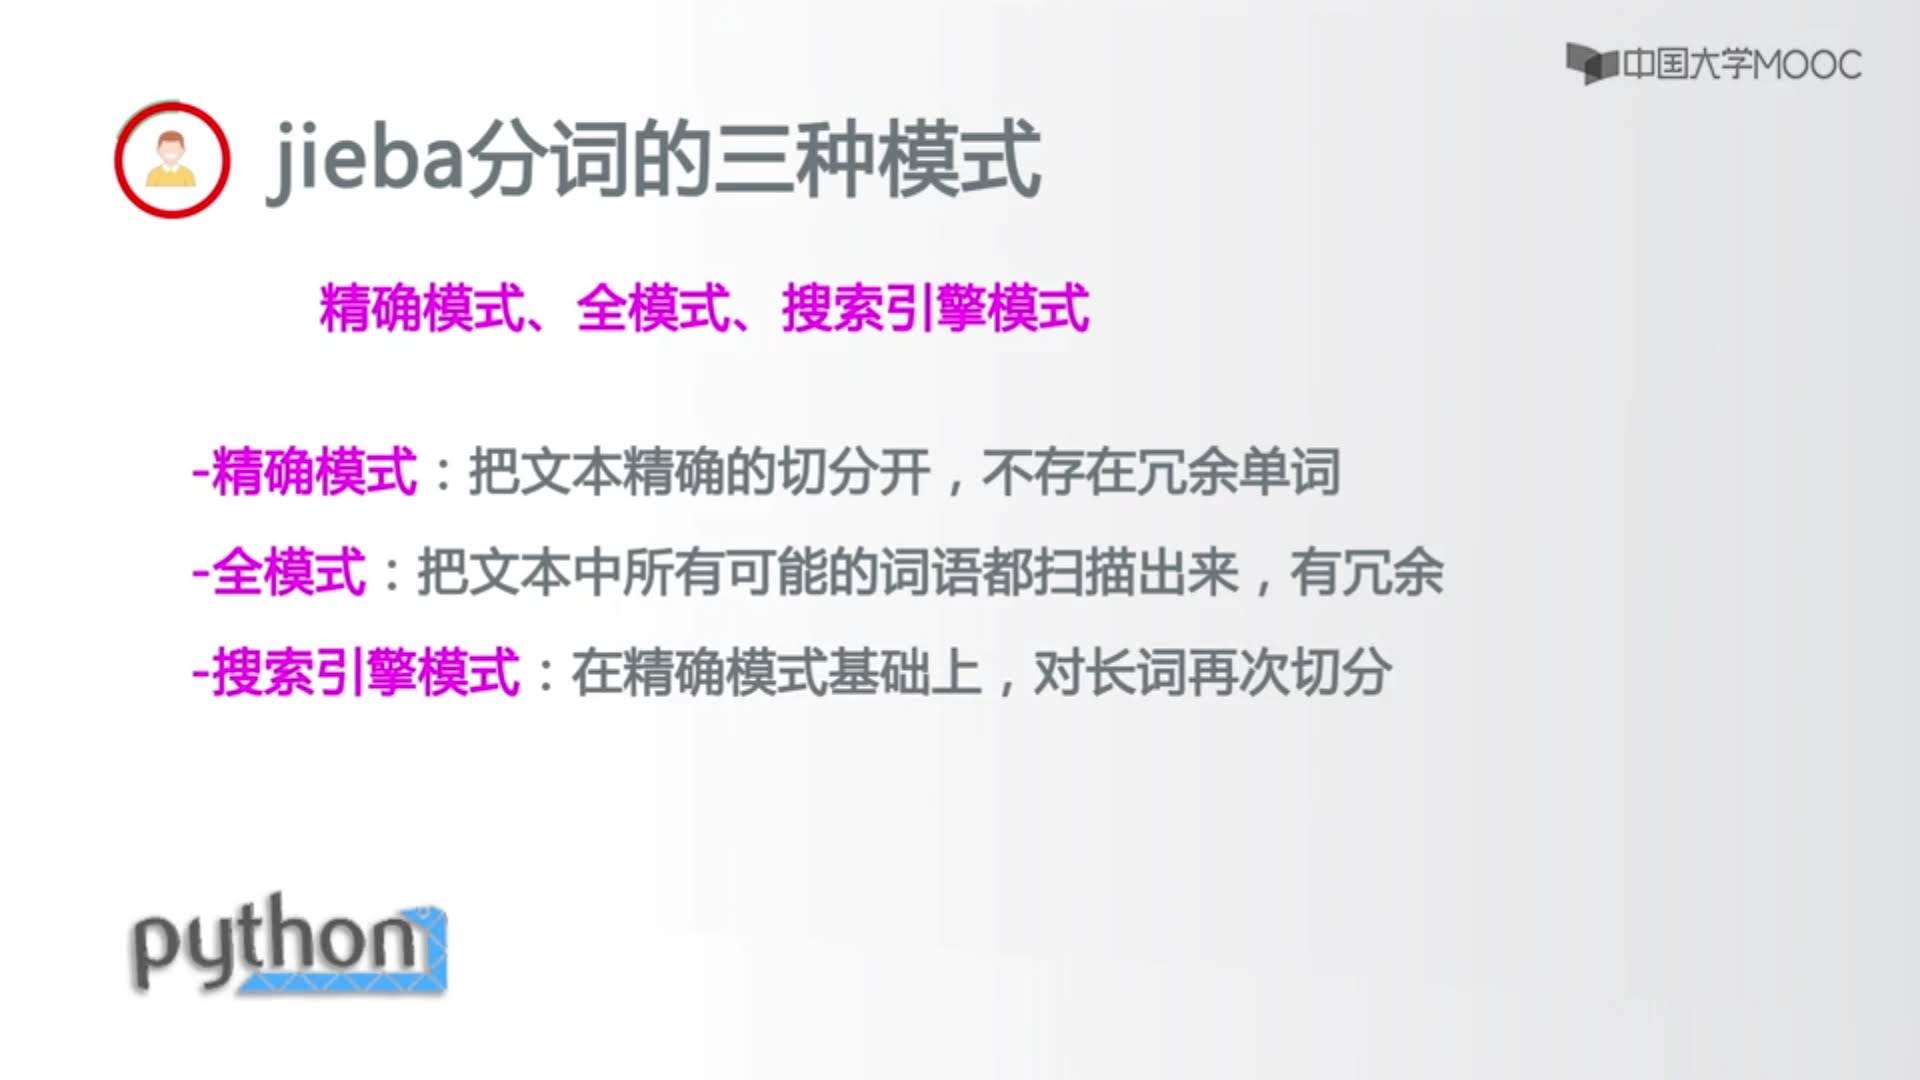 中国大学MOOC
jieba分词的三种模式
精确模式、全模式、搜索引擎模式
-精确模式：把文本精确的切分开，不存在冗余单词
-全模式：把文本中所有可能的词语都扫描出来，有冗余
-搜索引擎模式：在精确模式基础上，对长词再次切分
python